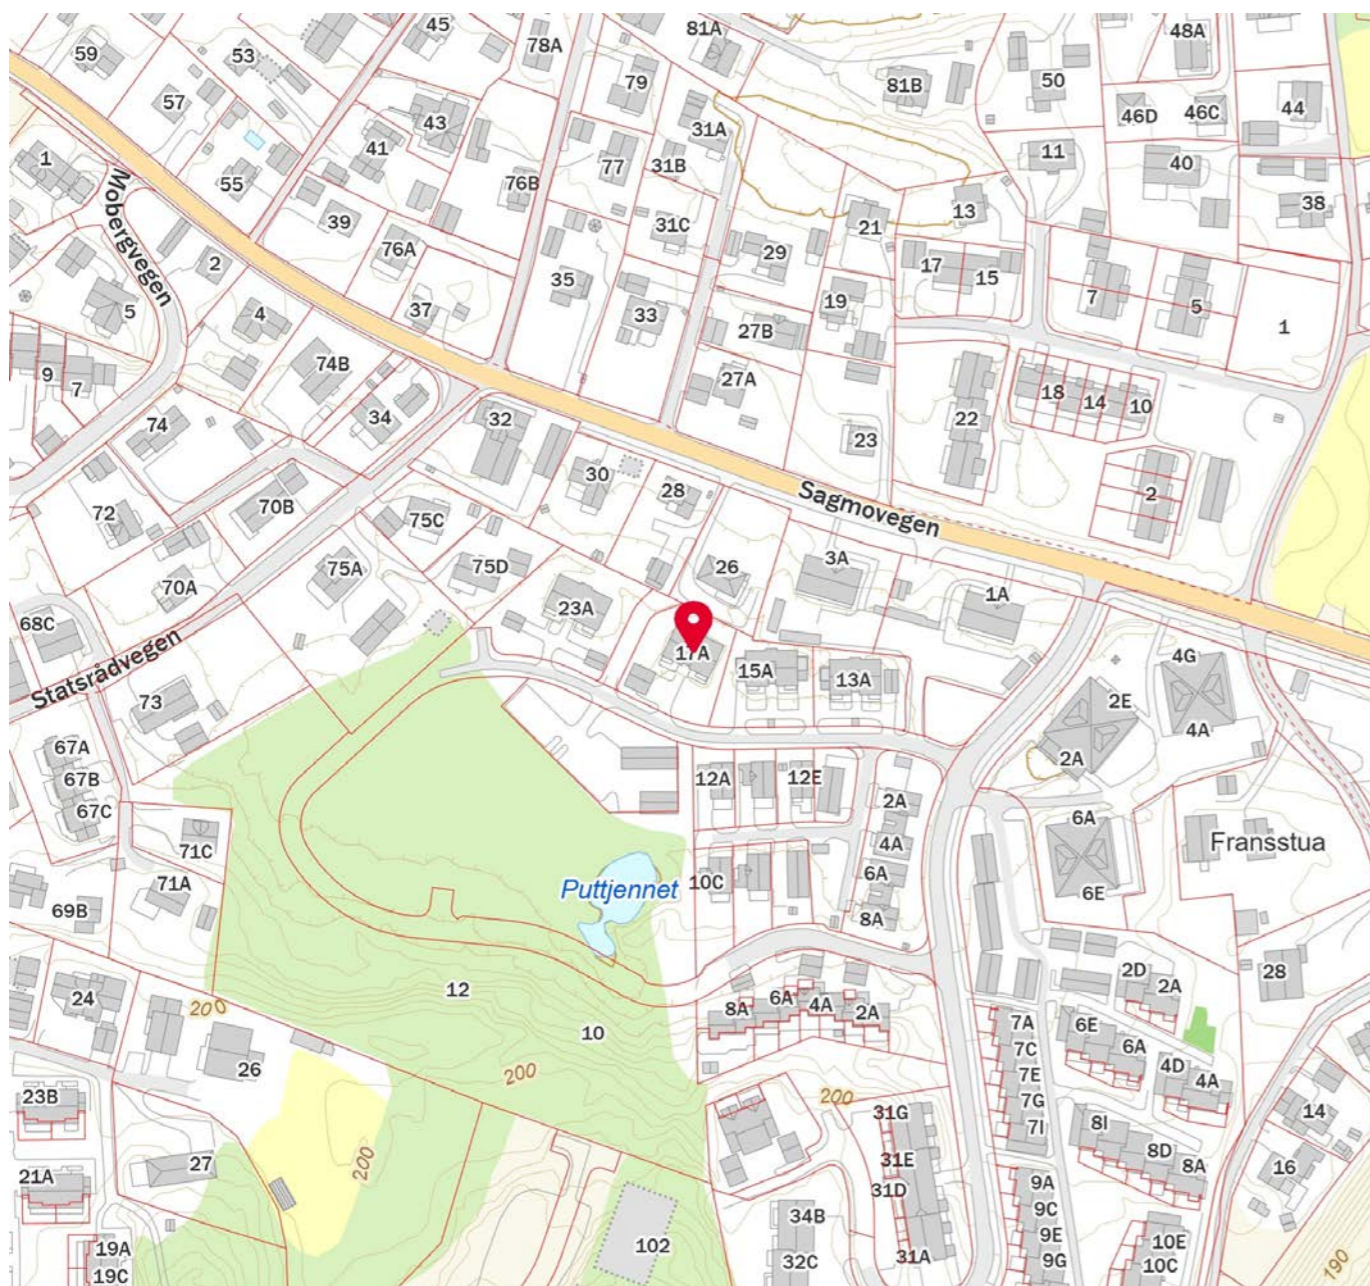 45
81A
48A
59
53
78A
79
81B
50
44
57
43
31A
46D
46C
1
41
77
31B
11
40
55
76B
Mobergvegen
39
31C
13
38
21
2
76A
29
17
15
35
7
5
19
5
4
37
33
27B
1
74B
27A
9
7
18
14
10
34
32
22
74
23
30
28
2
Sagmovegen
72
70B
75C
75D
26
3A
70A
75A
23A
1A
68C
17A
4G
Statsrådvegen
15A
13A
2E
73
4A
67A
2A
67B
12A
12E
67C
2A
6A
71C
4A
Fransstua
71A
Puttjennet
10C
6A
6E
69B
8A
2D
28
24
12
2A
200
8A
6A
4A
2A
10
7A
6E
7C
6A
26
200
7E
4D
4A
23B
200
31G
7G
14
7I
8I
200
27
31E
8D
21A
31D
8A
16
9A
34B
9C
19A
102
9E
10E
19C
32C
31A
9G
10C
190